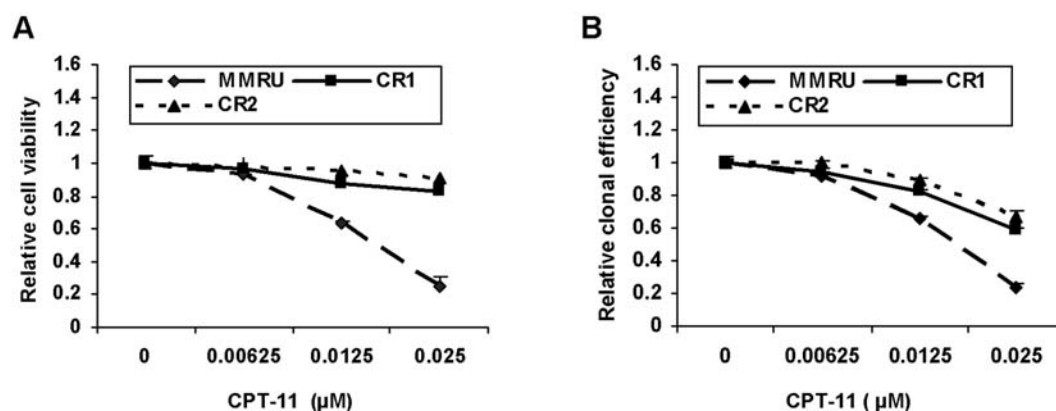 A
Relative cell viability
1.6
1.4
1.2
1
0.8
0.6
0.4
0.2
0
MMRU
CR1
CR2
0
0.00625
0.0125
0.025
CPT-11 (µM)
B
Relative clonal efficiency
1.6
1.4
1.2
1
0.8
0.6
0.4
0.2
0
MMRU
CR1
CR2
0
0.00625
0.0125
0.025
CPT-11 ( µM)